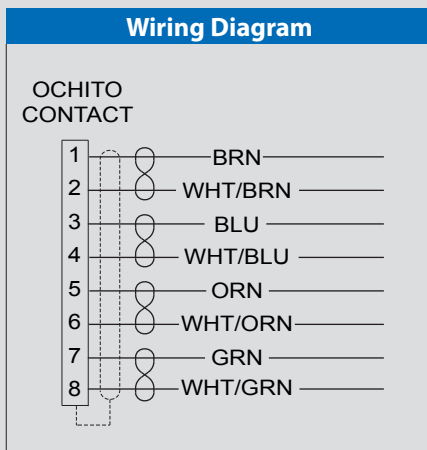 Wiring Diagram
OCHITO
CONTACT
1 BRN
2 WHT/BRN
3 BLU
4 WHT/BLU
5 ORN
6 WHT/ORN
7 GRN
8 WHT/GRN